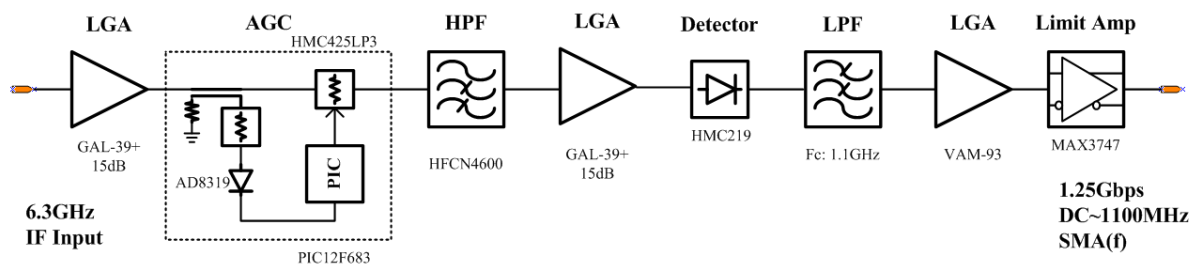 LGA
AGC
HPF
LGA
Detector
LPF
LGA
Limit Amp
HMC425LP3
GAL-39+
15dB
AD8319
PIC
HFCN4600
GAL-39+
15dB
HMC219
Fc: 1.1GHz
VAM-93
MAX3747
6.3GHz
IF Input
PIC12F683
1.25Gbps
DC~1100MHz
SMA(f)